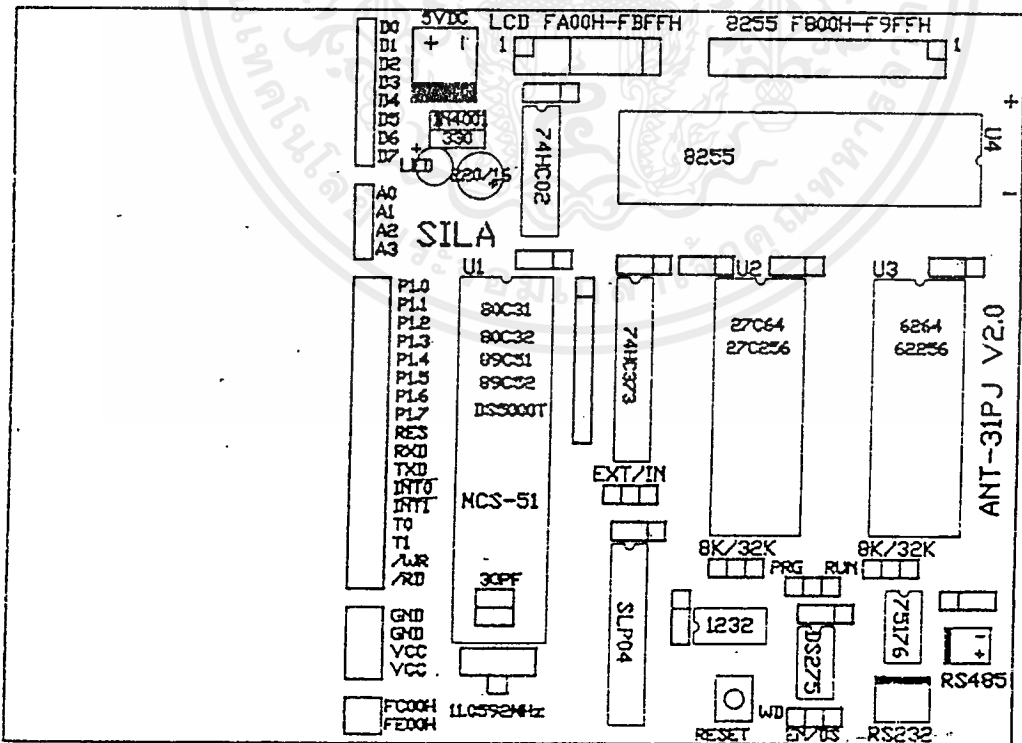 5VDC
LCD FA00H-FBFFH
8255 F800H-F9FFH
D0
D1
D2
D3
D4
D5
D6
D7
+ -
1
1
1N4001
330
+
LED
220/16
+
74HC02
8255
U4
+
-
A0
A1
A2
A3
SILA
U1
U2
U3
P1.0
P1.1
P1.2
P1.3
P1.4
P1.5
P1.6
P1.7
RES
RXD
TXD
INT0
INT1
T0
T1
/WR
/RD
80C31
80C32
89C51
89C52
DS5000T
MCS-51
30PF
74HC373
27C64
27C256
6264
62256
ANT-31PJ V2.0
EXT/IN
8K/32K
8K/32K
PRG
RUN
SLP04
1232
DS275
75176
- +
RS485
GND
GND
VCC
VCC
FC00H
FE00H
11.0592MHz
RESET
WD
EN/DS
RS232